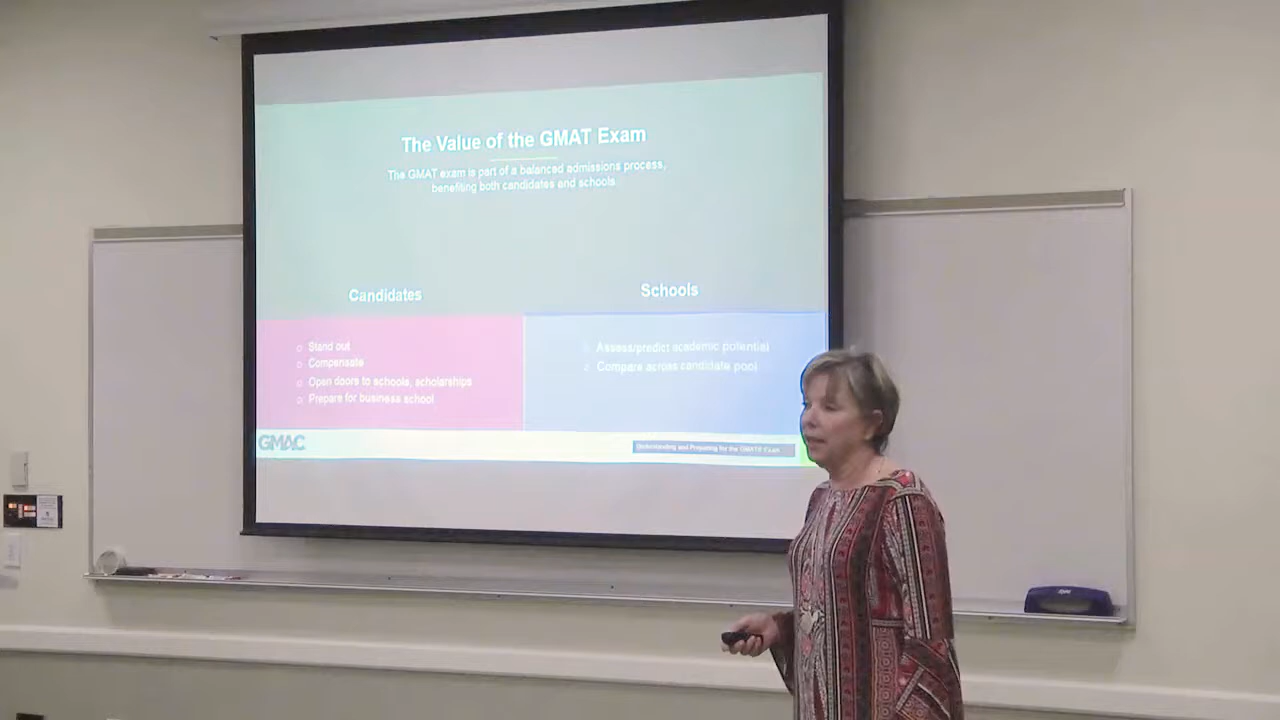 The Value of the GMAT Exam
The GMAT exam is part of a balanced admissions process,
benefiting both candidates and schools
Candidates
Stand out
Compensate
Open doors to schools, scholarships
Prepare for business school
Schools
Assess/predict academic potential
Compare across candidate pool
GMAC
Understanding and Preparing for the GMAT® Exam